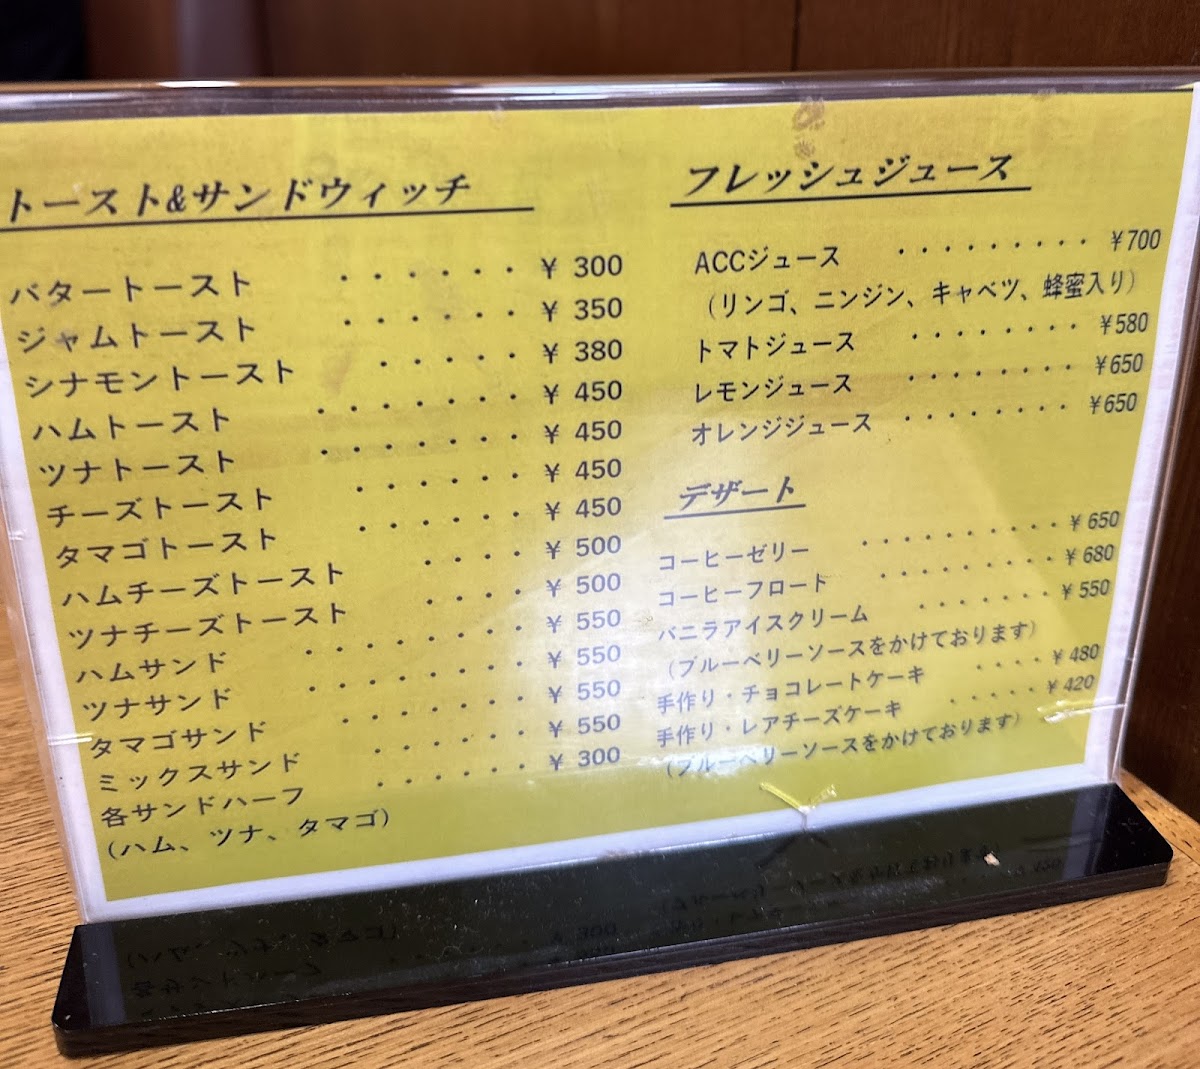 トースト&サンドウィッチ
バタートースト ・・・・・・ ¥ 300
ジャムトースト ・・・・・・ ¥ 350
シナモントースト ・・・・・ ¥ 380
ハムトースト ・・・・・・・ ¥ 450
ツナトースト ・・・・・・・ ¥ 450
チーズトースト ・・・・・・ ¥ 450
タマゴトースト ・・・・・・ ¥ 450
ハムチーズトースト ・・・・ ¥ 500
ツナチーズトースト ・・・・ ¥ 500
ハムサンド ・・・・・・・・ ¥ 550
ツナサンド ・・・・・・・・ ¥ 550
タマゴサンド ・・・・・・・ ¥ 550
ミックスサンド ・・・・・・ ¥ 550
各サンドハーフ ・・・・・・ ¥ 300
(ハム、ツナ、タマゴ)
フレッシュジュース
ACCジュース ・・・・・・・・・ ¥700
(リンゴ、ニンジン、キャベツ、蜂蜜入り)
トマトジュース ・・・・・・・・ ¥580
レモンジュース ・・・・・・・・ ¥650
オレンジジュース ・・・・・・・・ ¥650
デザート
コーヒーゼリー ・・・・・・・・・・ ¥650
コーヒーフロート ・・・・・・・・・ ¥680
バニラアイスクリーム ・・・・・・・ ¥550
(ブルーベリーソースをかけております)
手作り・チョコレートケーキ ・・・・ ¥480
手作り・レアチーズケーキ ・・・・・ ¥420
(ブルーベリーソースをかけております)